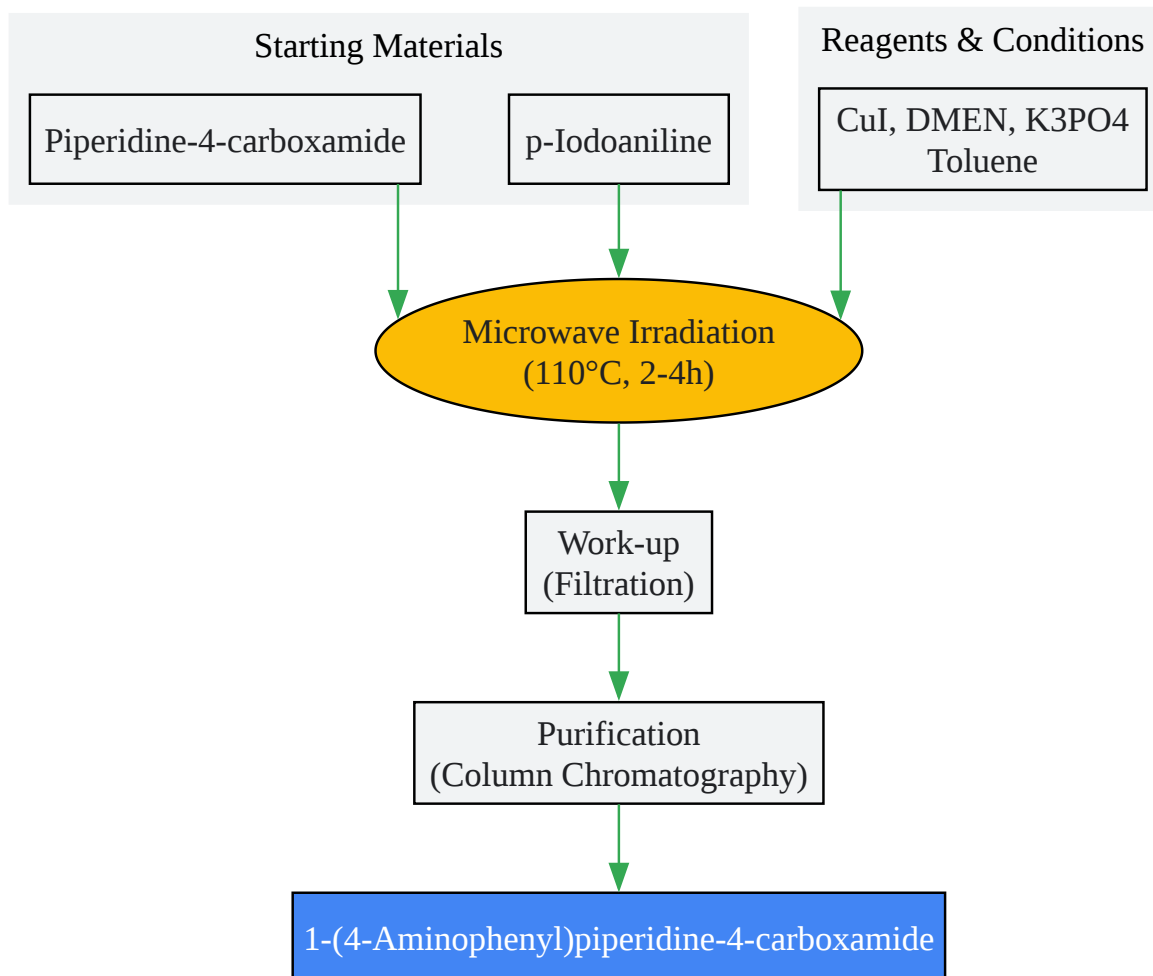 Starting Materials
Reagents & Conditions
Piperidine-4-carboxamide
p-Iodoaniline
CuI, DMEN, K3PO4
Toluene
Microwave Irradiation
(110°C, 2-4h)
Work-up
(Filtration)
Purification
(Column Chromatography)
1-(4-Aminophenyl)piperidine-4-carboxamide